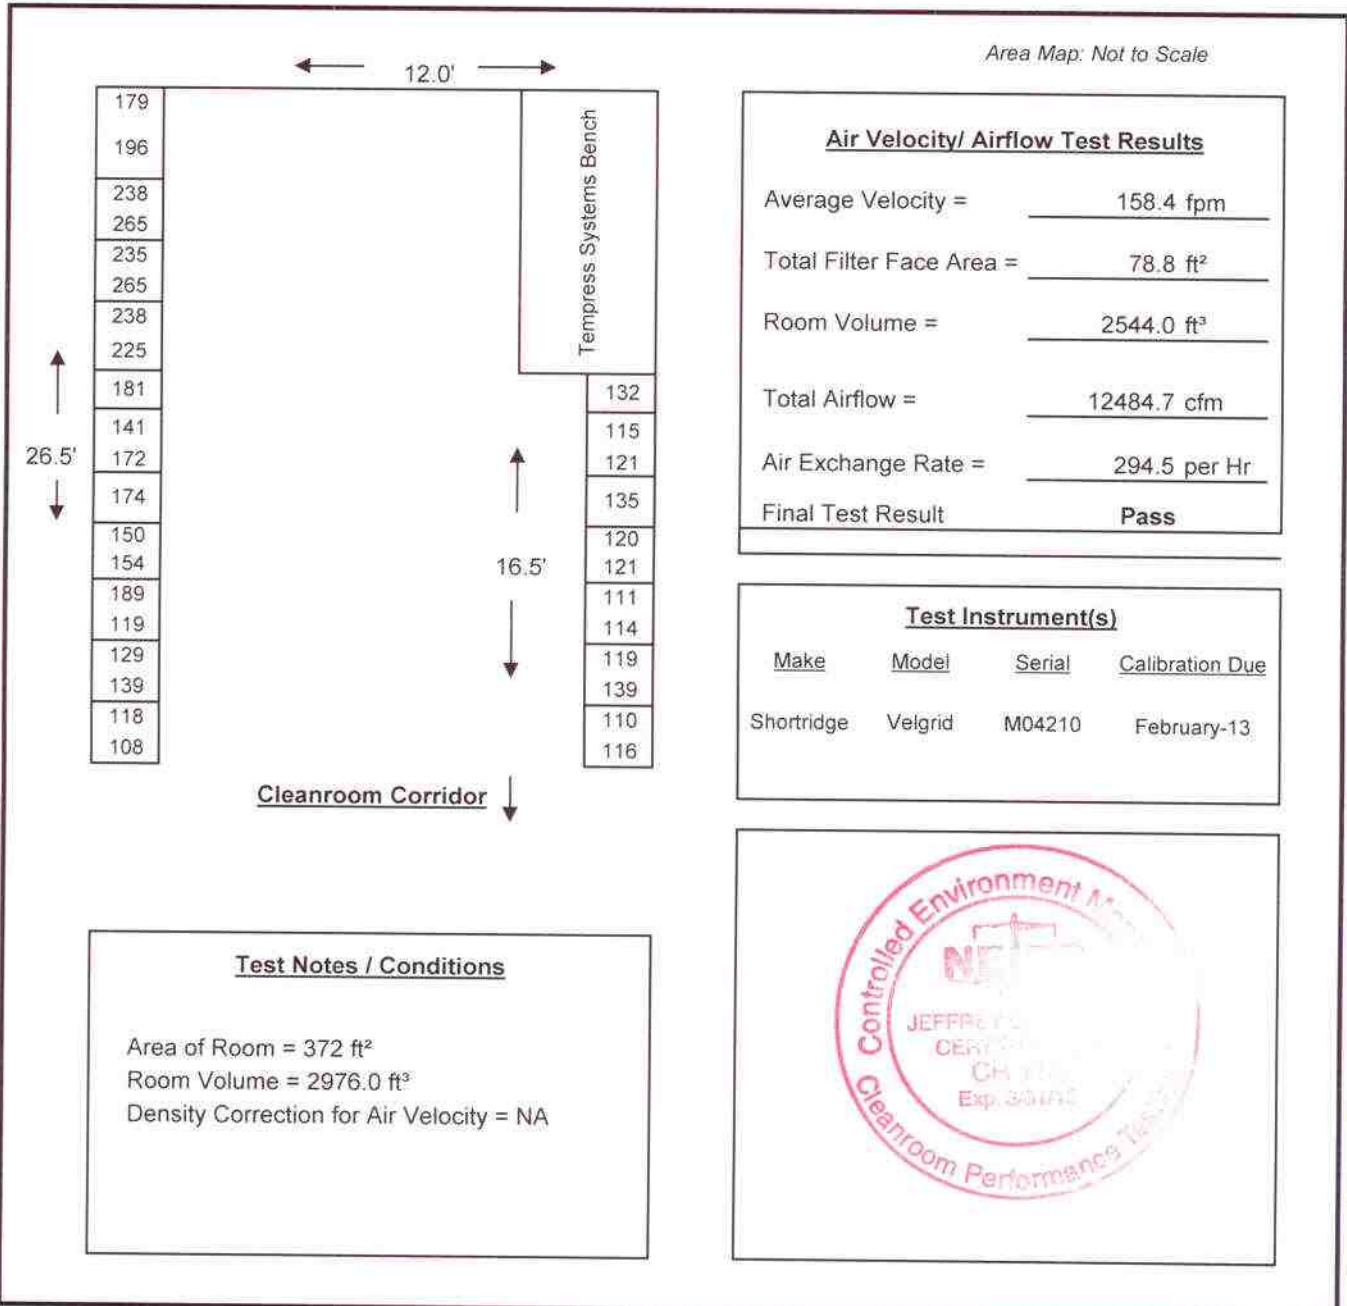 Area Map: Not to Scale
12.0'
179
196
238
265
235
265
238
225
181
141
172
174
150
154
189
119
129
139
118
108
26.5'
Tempress Systems Bench
132
115
121
135
120
121
111
114
119
139
110
116
16.5'
Cleanroom Corridor
Air Velocity/ Airflow Test Results
Average Velocity = 158.4 fpm
Total Filter Face Area = 78.8 ft²
Room Volume = 2544.0 ft³
Total Airflow = 12484.7 cfm
Air Exchange Rate = 294.5 per Hr
Final Test Result Pass
Test Instrument(s)
Make Model Serial Calibration Due
Shortridge Velgrid M04210 February-13
Test Notes / Conditions
Area of Room = 372 ft²
Room Volume = 2976.0 ft³
Density Correction for Air Velocity = NA
Controlled Environment
JEFFREY
Exp.
Cleanroom Performance